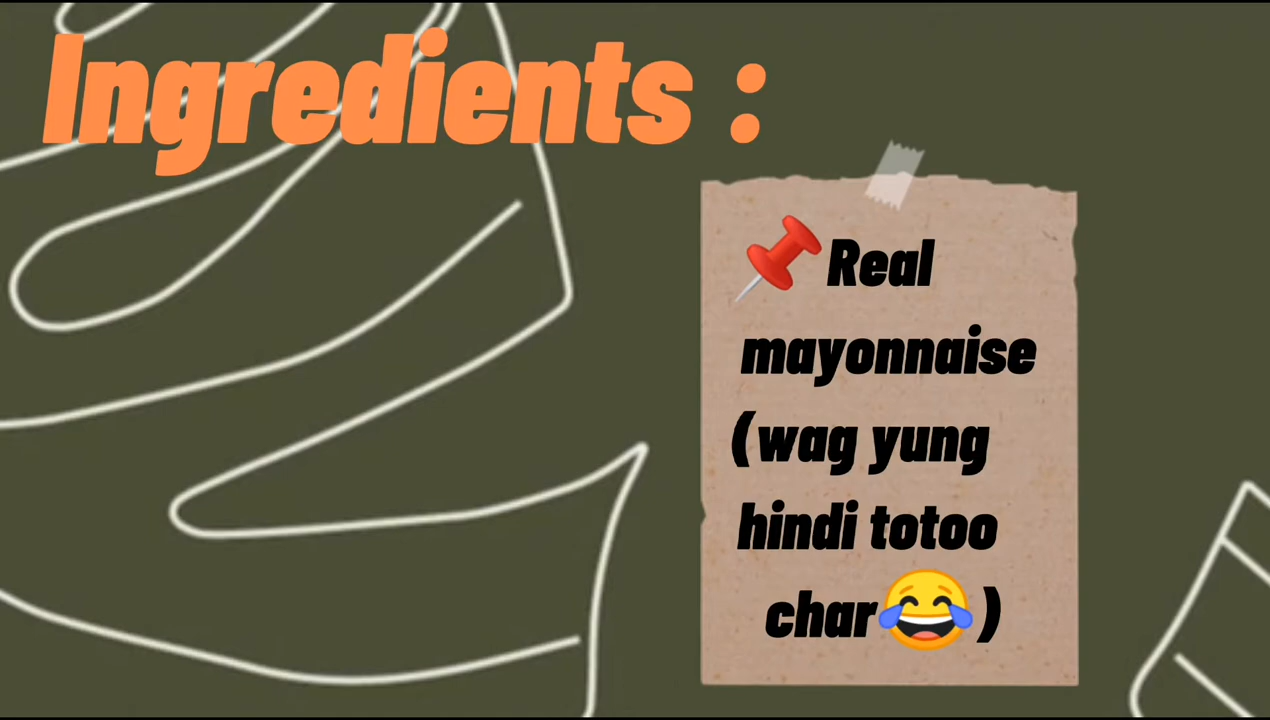 Ingredients :
📌Real
mayonnaise
(wag yung
hindi totoo
char😂)